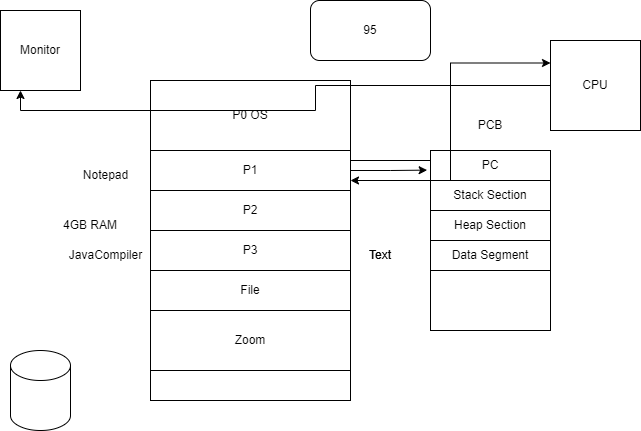 95
Monitor
CPU
P0 OS
PCB
Notepad
P1
PC
Stack Section
4GB RAM
P2
Heap Section
JavaCompiler
P3
Text
Data Segment
File
Zoom